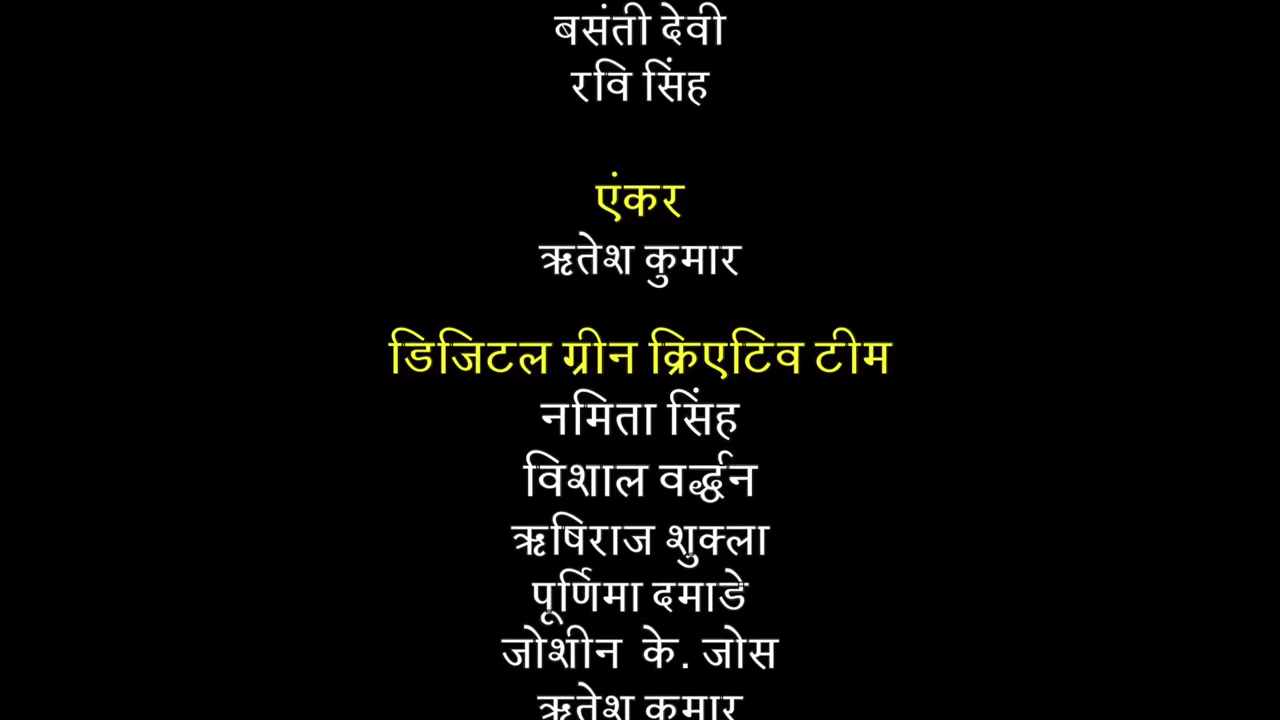 बसंती देवी
रवि सिंह
एंकर
ऋतेश कुमार
डिजिटल ग्रीन क्रिएटिव टीम
नमिता सिंह
विशाल वर्द्धन
ऋषिराज शुक्ला
पूर्णिमा दमाडे
जोशीन के. जोस
ऋतेश कुमार